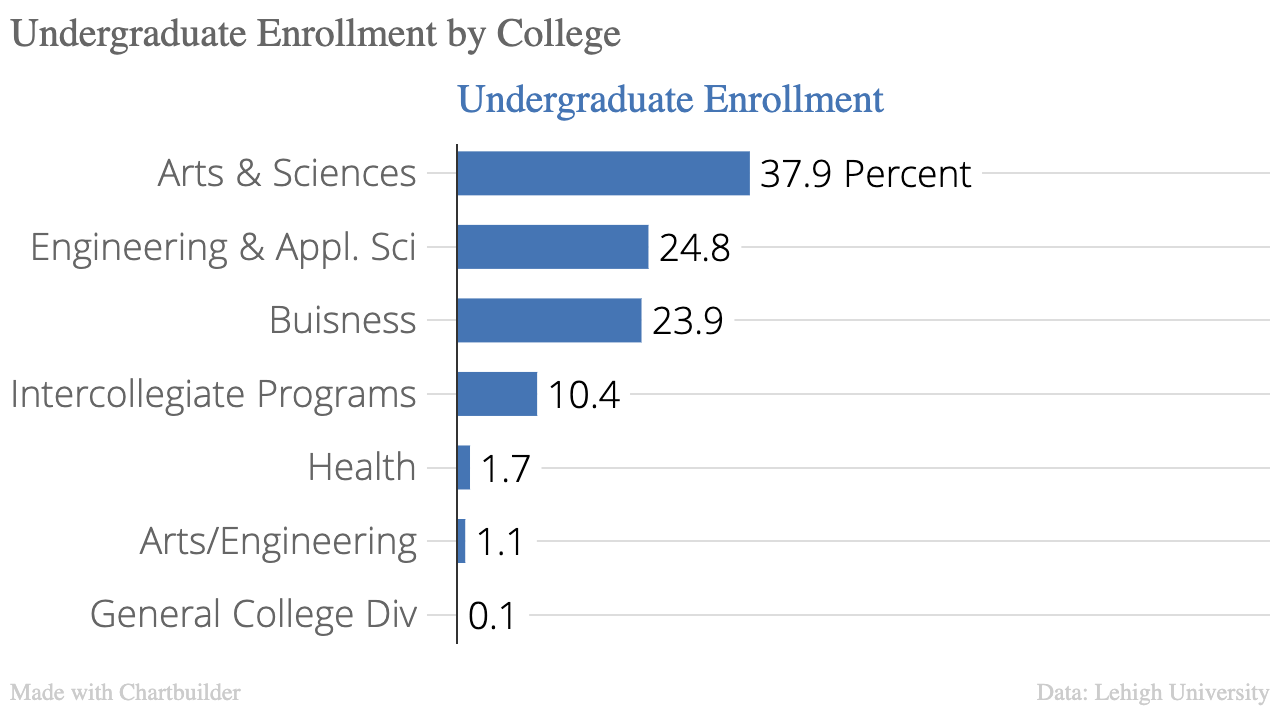 Undergraduate Enrollment by College
Undergraduate Enrollment
Arts & Sciences 37.9 Percent
Engineering & Appl. Sci 24.8
Buisness 23.9
Intercollegiate Programs 10.4
Health 1.7
Arts/Engineering 1.1
General College Div 0.1
Made with Chartbuilder Data: Lehigh University